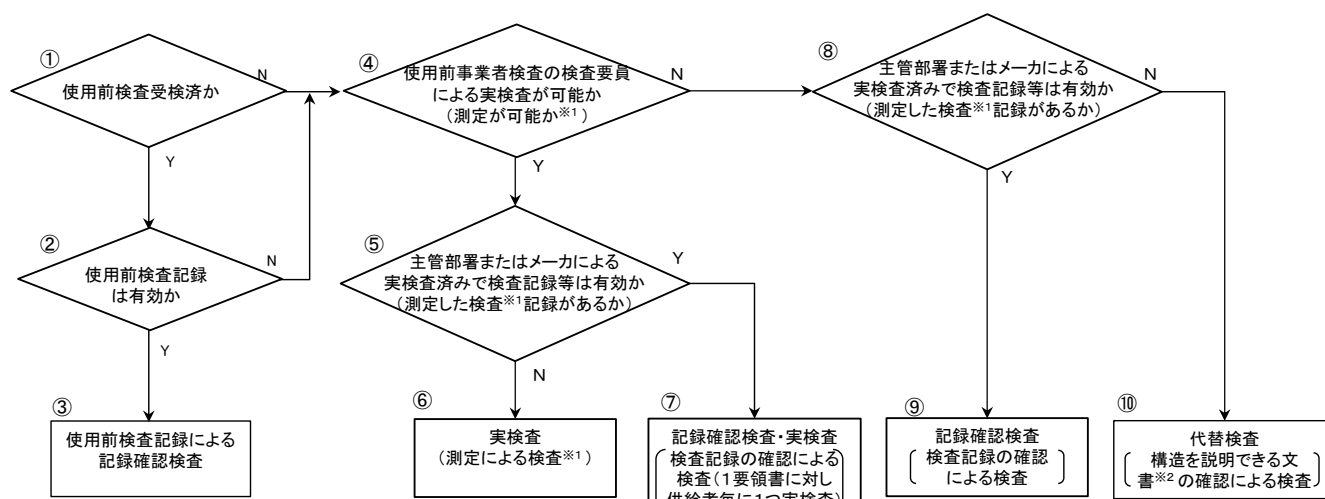 ①
使用前検査受検済か
N
Y
②
使用前検査記録
は有効か
N
Y
③
使用前検査記録による
記録確認検査
④
使用前事業者検査の検査要員
による実検査が可能か
(測定が可能か※1)
N
Y
⑤
主管部署またはメーカによる
実検査済みで検査記録等は有効か
(測定した検査※1記録があるか)
Y
N
⑥
実検査
(測定による検査※1)
⑦
記録確認検査・実検査
検査記録の確認による
検査(1要領書に対し
供給者毎に1つ実検査)
⑧
主管部署またはメーカによる
実検査済みで検査記録等は有効か
(測定した検査※1記録があるか)
N
Y
⑨
記録確認検査
検査記録の確認
による検査
⑩
代替検査
構造を説明できる文
書※2の確認による検査